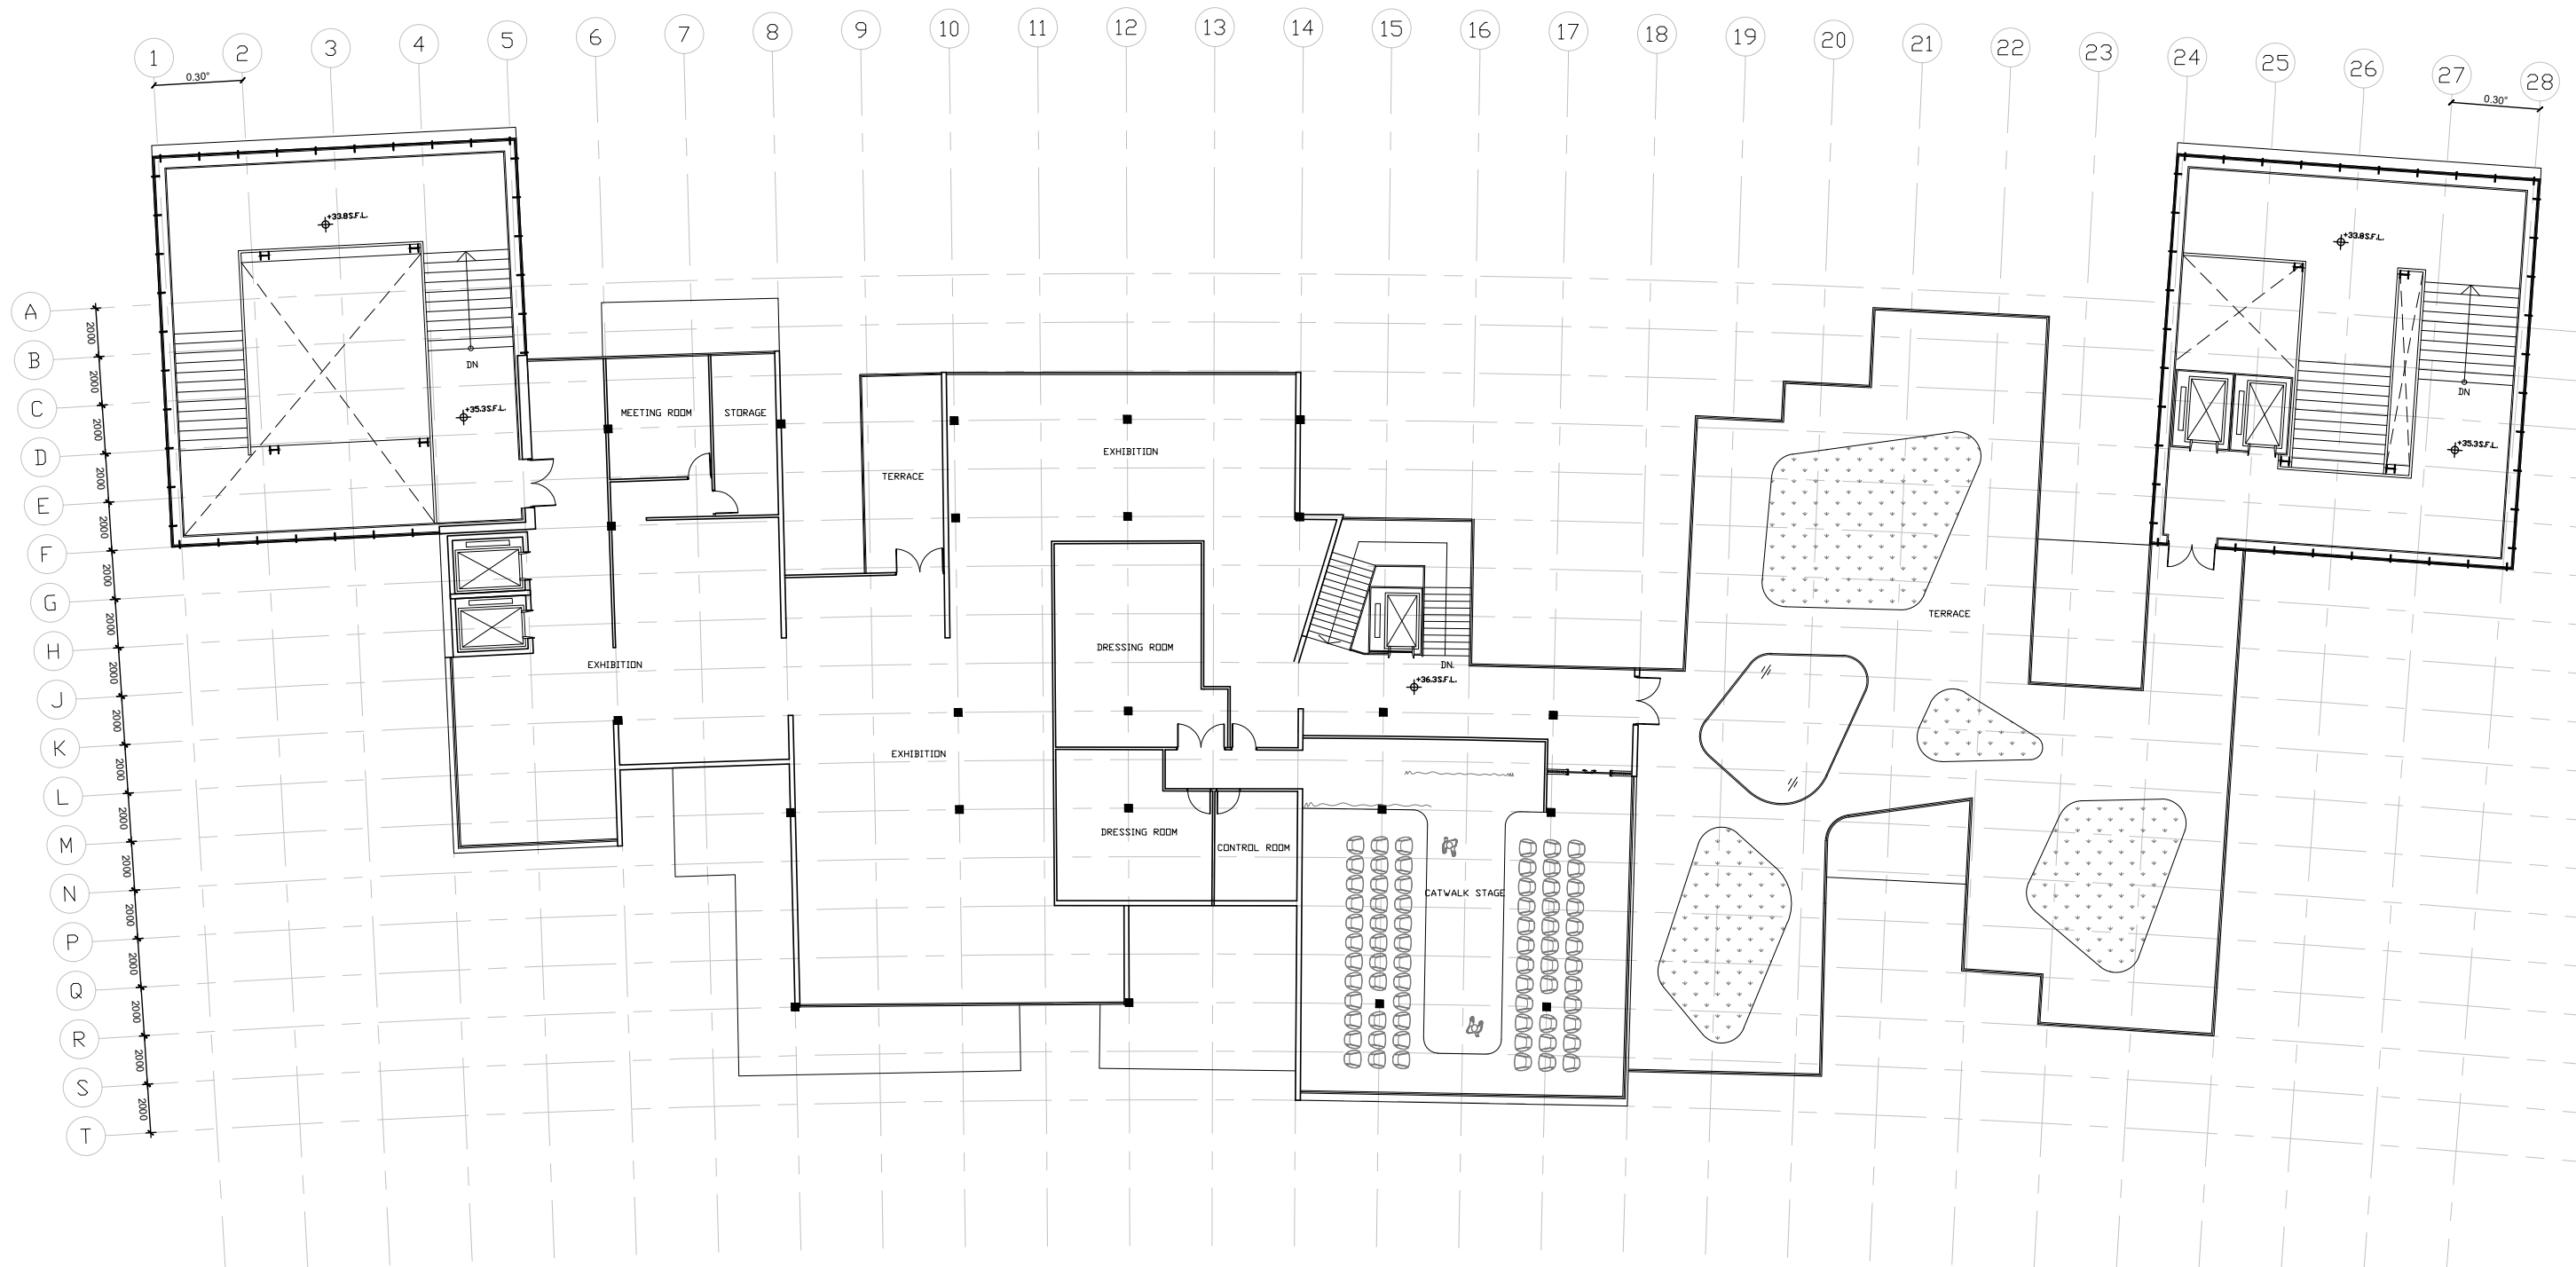 1 2 3 4 5 6 7 8 9 10 11 12 13 14 15 16 17 18 19 20 21 22 23 24 25 26 27 28
0.30°
0.30°
+33.8S.F.L.
+33.8S.F.L.
A
2000
B
2000
C
2000
D
2000
E
2000
F
2000
G
2000
H
2000
J
2000
K
2000
L
2000
M
2000
N
2000
P
2000
Q
2000
R
2000
S
2000
T
DN
+35.3S.F.L.
MEETING ROOM
STORAGE
TERRACE
EXHIBITION
DN
+35.3S.F.L.
TERRACE
DRESSING ROOM
EXHIBITION
DN.
+36.3S.F.L.
EXHIBITION
DRESSING ROOM
CONTROL ROOM
CATWALK STAGE